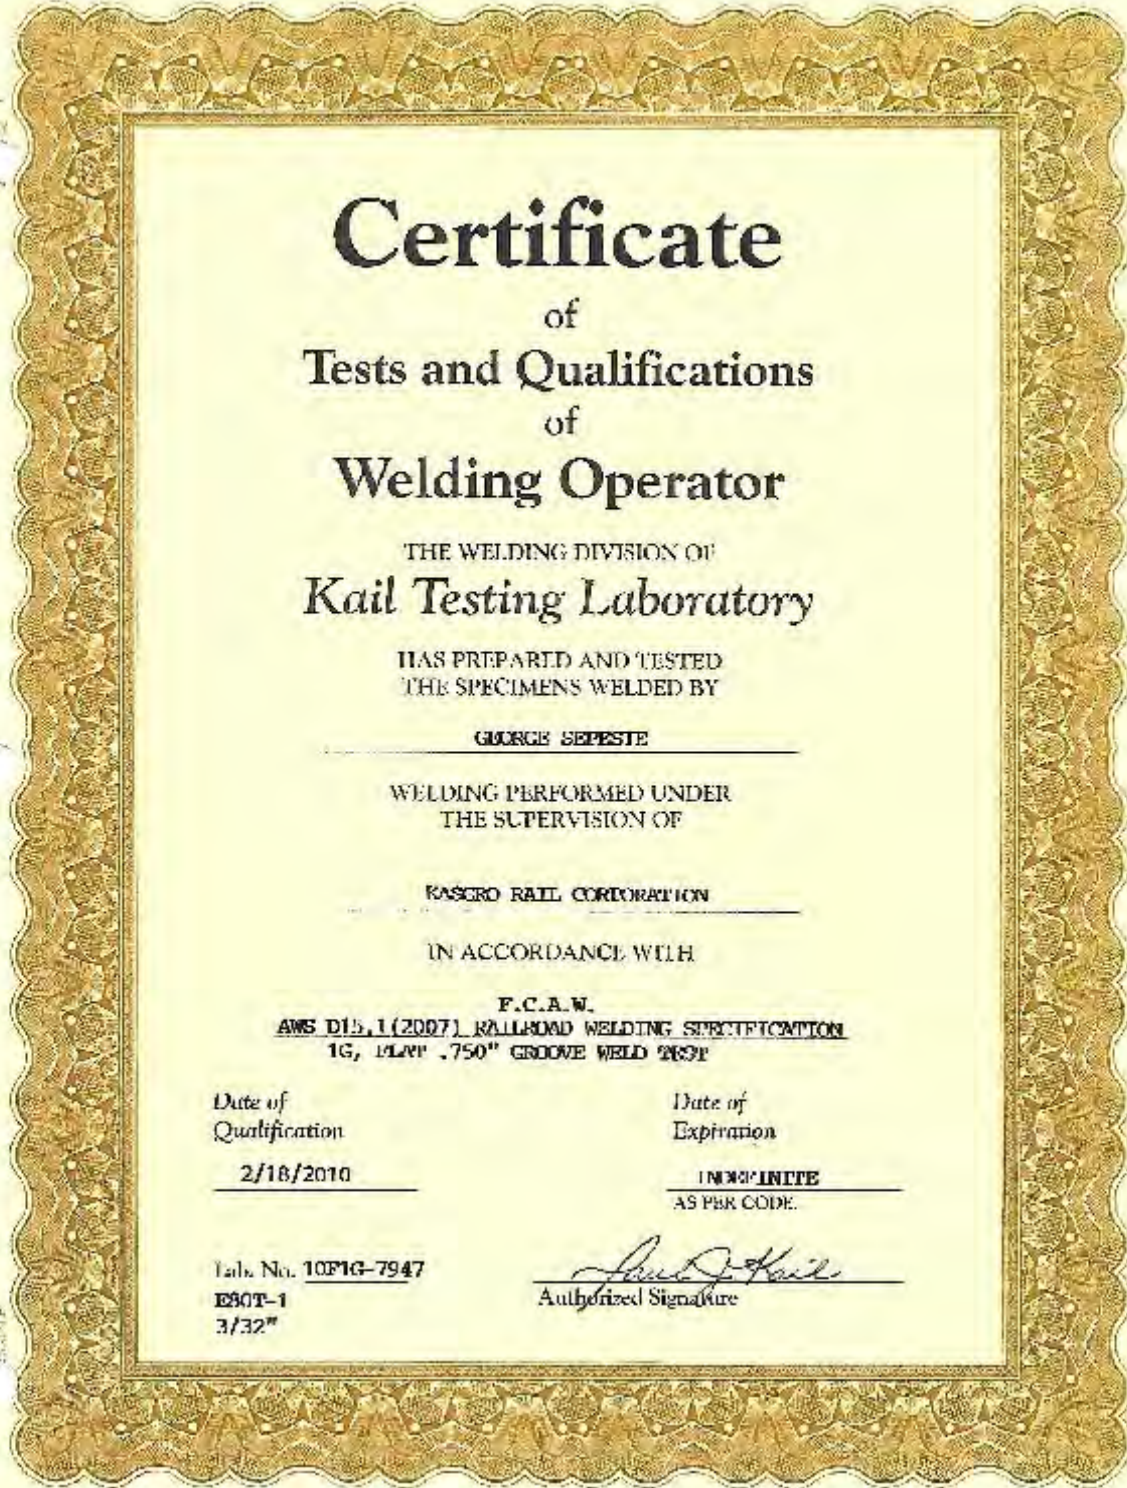 Certificate
of
Tests and Qualifications
of
Welding Operator
THE WELDING DIVISION OF
Kail Testing Laboratory
HAS PREPARED AND TESTED
THE SPECIMENS WELDED BY
GEORGE SEPESTE
WELDING PERFORMED UNDER
THE SUPERVISION OF
KASGRO RAIL CORPORATION
IN ACCORDANCE WITH
F.C.A.W.
AWS D15.1(2007) RAILROAD WELDING SPECIFICATION
1G, FLAT .750" GROOVE WELD TEST
Date of Date of
Qualification Expiration
2/18/2010 INDEFINITE
AS PER CODE
Lab. No. 10F1G-7947 Paul J. Kail
E80T-1 Authorized Signature
3/32"